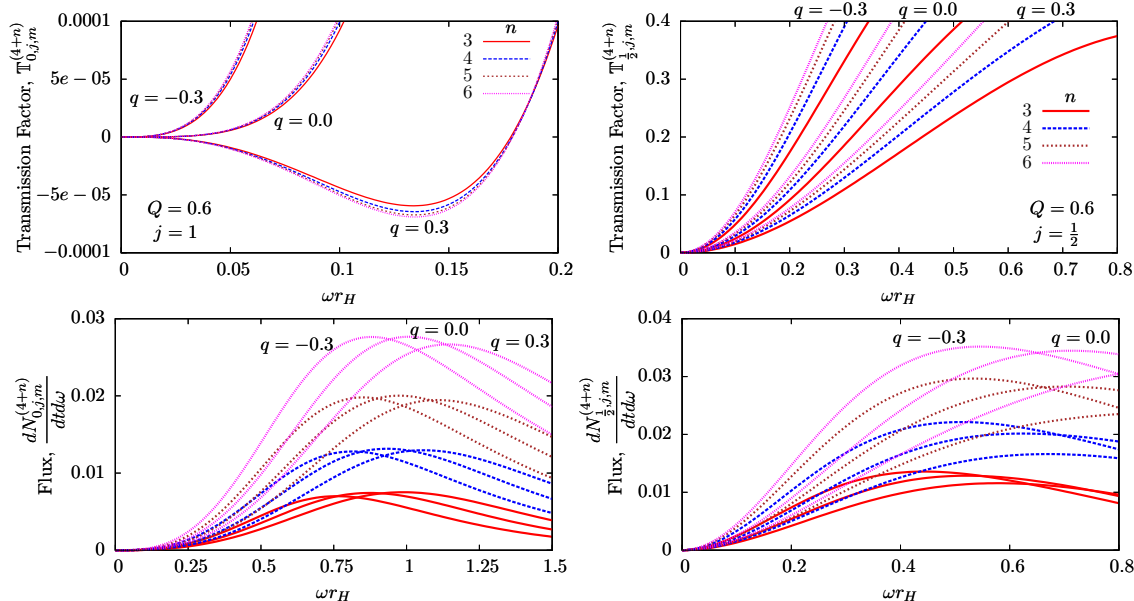 Transmission Factor, 𝕋^{(4+n)}_{0,j,m}
0.0001
5e − 05
0
−5e − 05
−0.0001
q = −0.3
q = 0.0
q = 0.3
n
3
4
5
6
Q = 0.6
j = 1
0 0.05 0.1 0.15 0.2
ωr_H
Transmission Factor, 𝕋^{(4+n)}_{\frac{1}{2},j,m}
q = −0.3 q = 0.0 q = 0.3
0.4
0.3
0.2
0.1
0
n
3
4
5
6
Q = 0.6
j = \frac{1}{2}
0 0.1 0.2 0.3 0.4 0.5 0.6 0.7 0.8
ωr_H
Flux, \frac{dN^{(4+n)}_{0,j,m}}{dtdω}
0.03
0.02
0.01
0
q = −0.3
q = 0.0
q = 0.3
0 0.25 0.5 0.75 1 1.25 1.5
ωr_H
Flux, \frac{dN^{(4+n)}_{\frac{1}{2},j,m}}{dtdω}
0.04
0.03
0.02
0.01
0
q = −0.3
q = 0.0
0 0.2 0.4 0.6 0.8
ωr_H